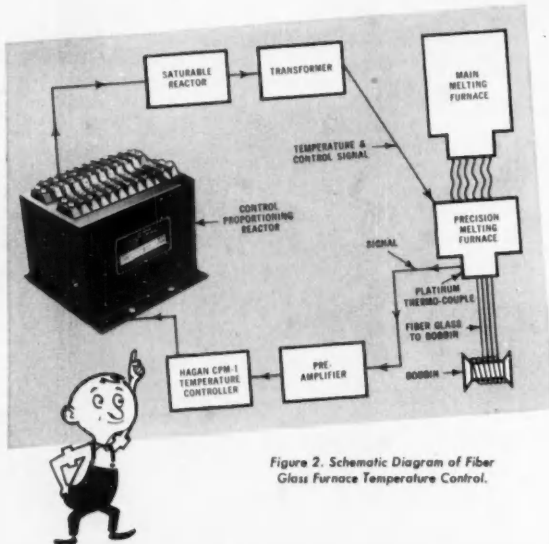 SATURABLE
REACTOR
TRANSFORMER
MAIN
MELTING
FURNACE
TEMPERATURE &
CONTROL SIGNAL
CONTROL
PROPORTIONING
REACTOR
PRECISION
MELTING
FURNACE
SIGNAL
PLATINUM
THERMO-COUPLE
FIBER GLASS
TO BOBBIN
HAGAN CPM-1
TEMPERATURE
CONTROLLER
PRE-
AMPLIFIER
BOBBIN
Figure 2. Schematic Diagram of Fiber
Glass Furnace Temperature Control.